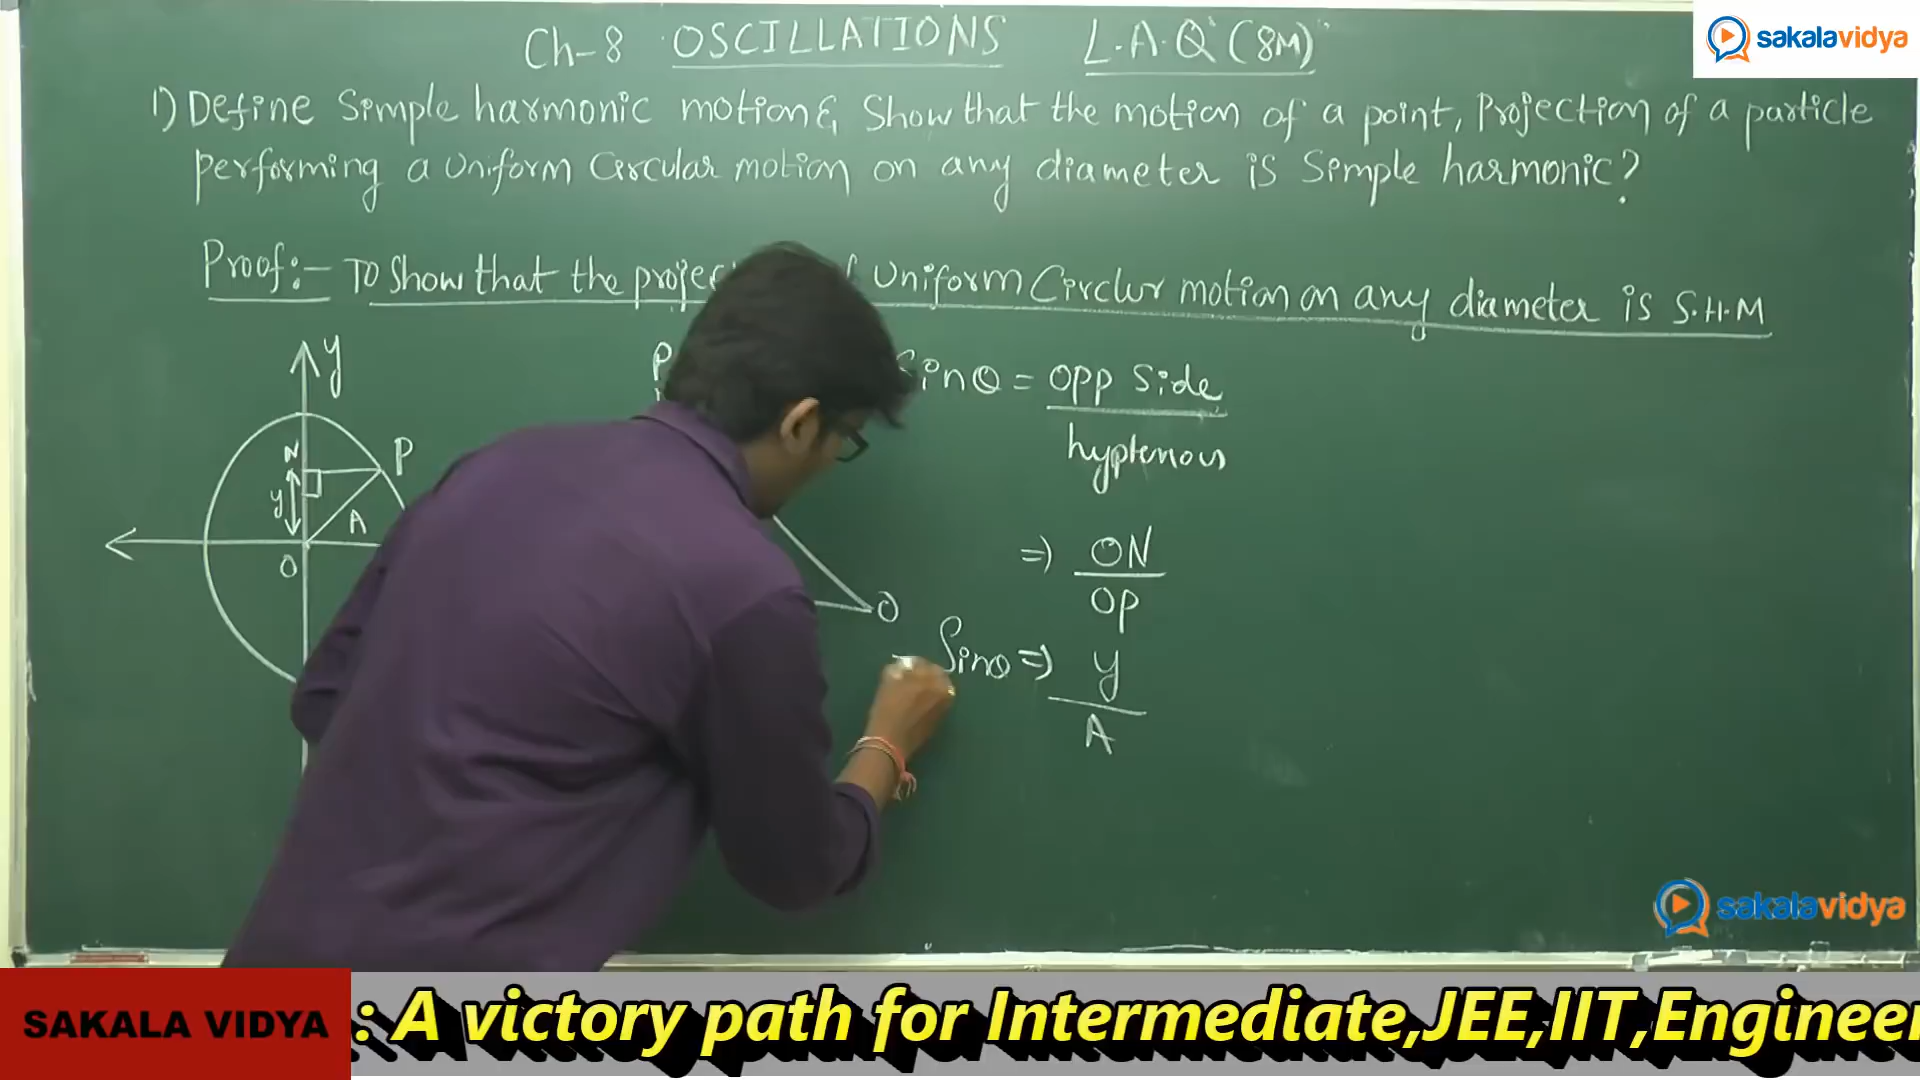 Ch-8 OSCILLATIONS L.A.Q (8M)
sakalavidya
1) Define Simple harmonic motion & Show that the motion of a point, Projection of a particle
Performing a Uniform Circular motion on any diameter is Simple harmonic?
Proof:- To Show that the Uniform Circlur motion on any diameter is S.H.M
y
P
Sinθ = opp Side
hyptenous
N
P
y
A
O
=) ON
OP
O
Sinθ =) y
A
sakalavidya
SAKALA VIDYA : A victory path for Intermediate,JEE,IIT,